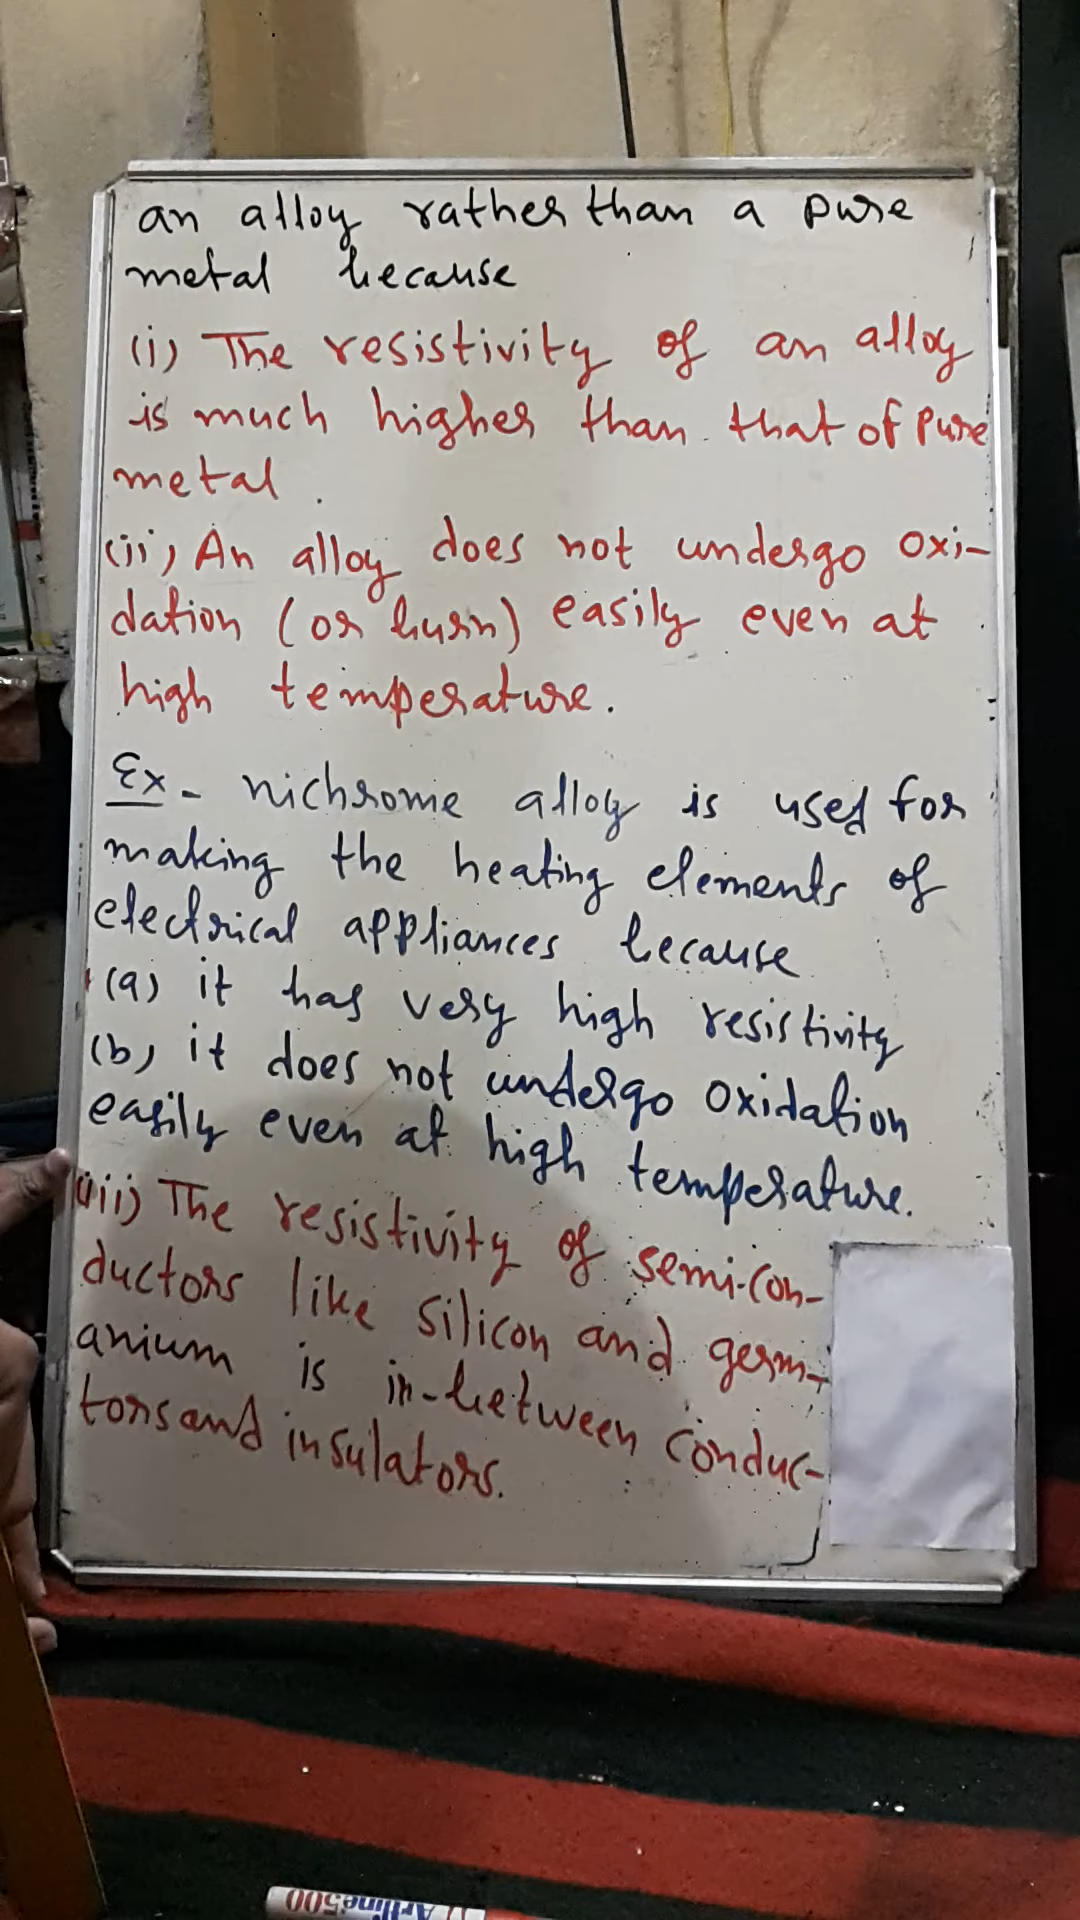 an alloy rather than a pure
metal because
(i) The resistivity of an alloy
is much higher than that of pure
metal.
(ii) An alloy does not undergo oxi-
dation (or burn) easily even at
high temperature.
Ex- nichrome alloy is used for
making the heating elements of
electrical appliances because
(a) it has very high resistivity
(b) it does not undergo oxidation
easily even at high temperature.
(iii) The resistivity of semi-con-
ductors like silicon and germ-
anium is in-between conduc-
tors and insulators.
Artline500